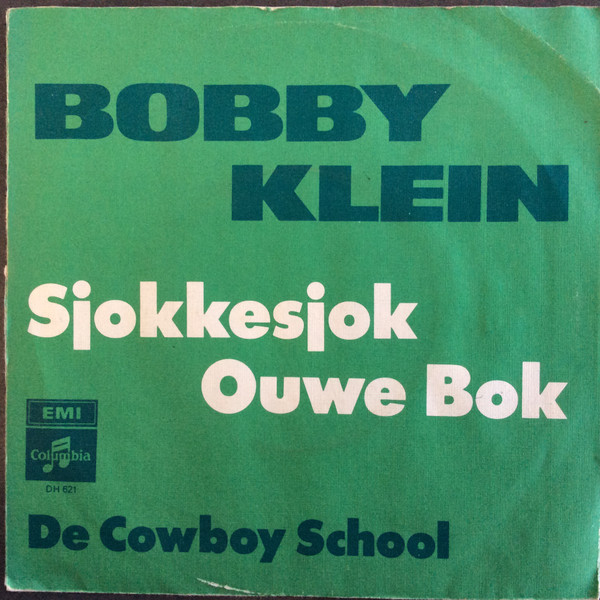 BOBBY
KLEIN
Sjokkesjok
Ouwe Bok
EMI
Columbia
DH 621
De Cowboy School